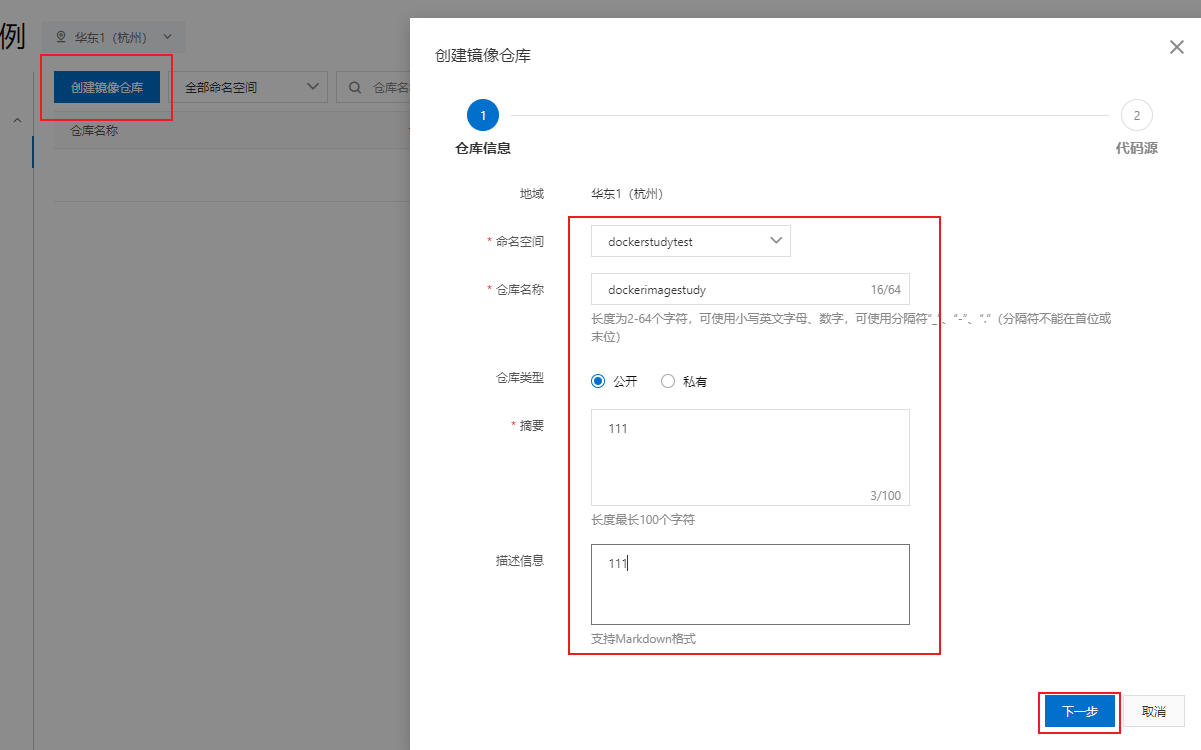 例
华东1（杭州）
创建镜像仓库
全部命名空间
仓库名
仓库名称
创建镜像仓库
1
2
仓库信息
代码源
地域
华东1（杭州）
* 命名空间
dockerstudytest
* 仓库名称
dockerimagestudy
16/64
长度为2-64个字符，可使用小写英文字母、数字，可使用分隔符“_”、“-”、“.”（分隔符不能在首位或
末位）
仓库类型
公开
私有
* 摘要
111
3/100
长度最长100个字符
描述信息
111
支持Markdown格式
下一步
取消